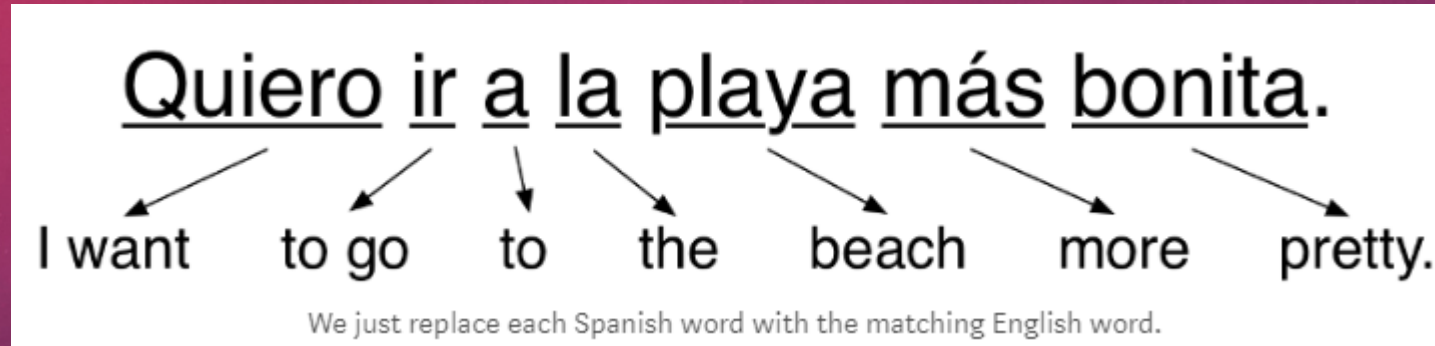 Quiero ir a la playa más bonita.
I want to go to the beach more pretty.
We just replace each Spanish word with the matching English word.